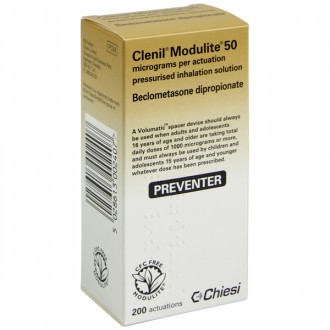 Clenil® Modulite® 50
micrograms per actuation
pressurised inhalation solution
Beclometasone dipropionate
A Volumatic™ spacer device should always
be used when adults and adolescents
16 years of age and older are taking total
daily doses of 1000 micrograms or more,
and must always be used by children and
adolescents 15 years of age and younger
whatever dose has been prescribed.
PREVENTER
CFC FREE
MODULITE®
200 actuations
Chiesi
5026613002407